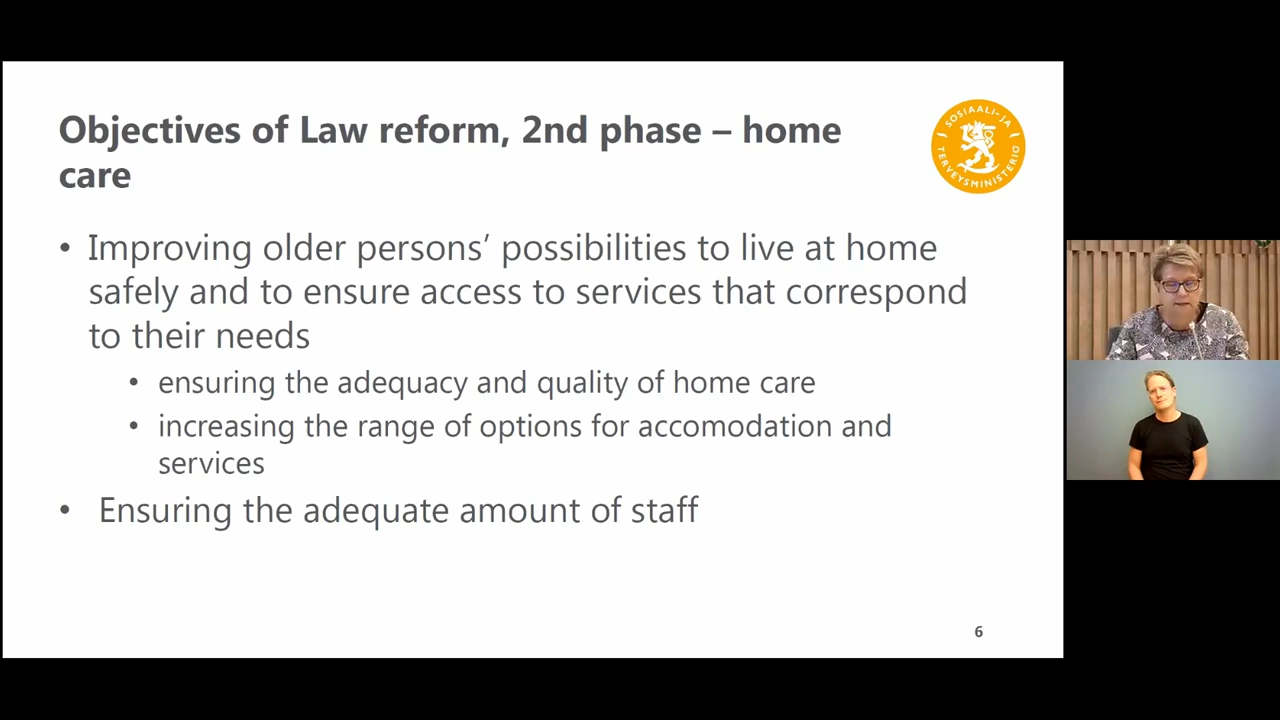 Objectives of Law reform, 2nd phase – home
care
SOSIAALI- JA
TERVEYSMINISTERIÖ
• Improving older persons’ possibilities to live at home
safely and to ensure access to services that correspond
to their needs
• ensuring the adequacy and quality of home care
• increasing the range of options for accomodation and
services
• Ensuring the adequate amount of staff
6